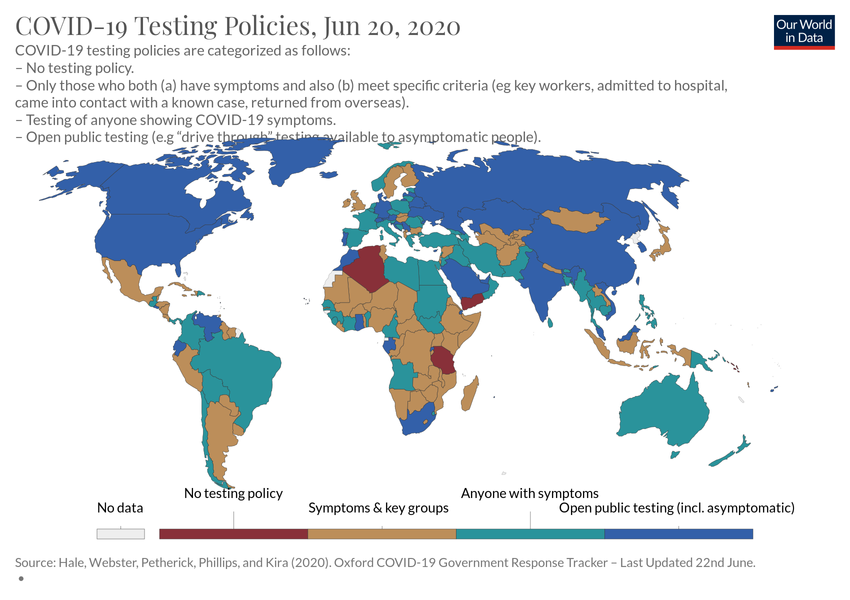 COVID-19 Testing Policies, Jun 20, 2020
Our World
in Data
COVID-19 testing policies are categorized as follows:
– No testing policy.
– Only those who both (a) have symptoms and also (b) meet specific criteria (eg key workers, admitted to hospital,
came into contact with a known case, returned from overseas).
– Testing of anyone showing COVID-19 symptoms.
– Open public testing (e.g “drive through” testing available to asymptomatic people).
No testing policy
Anyone with symptoms
No data
Symptoms & key groups
Open public testing (incl. asymptomatic)
Source: Hale, Webster, Petherick, Phillips, and Kira (2020). Oxford COVID-19 Government Response Tracker – Last Updated 22nd June.